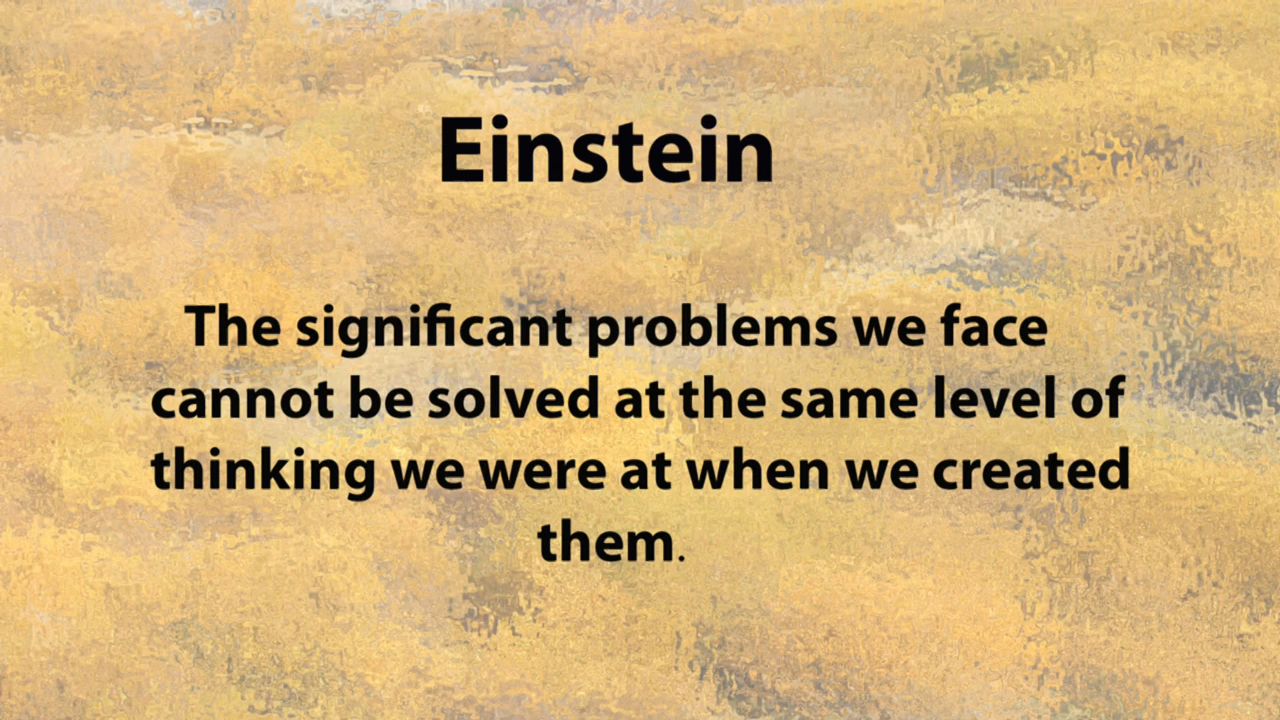 Einstein
The significant problems we face
cannot be solved at the same level of
thinking we were at when we created
them.